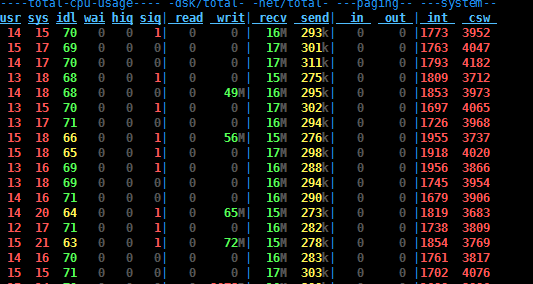 ----total-cpu-usage---- -dsk/total- -net/total- ---paging-- ---system--
usr sys idl wai hiq siq| read  writ| recv  send|  in   out | int   csw
 14  15  70   0   0   1|   0     0 |  16M  293k|   0     0 |1773  3952
 15  17  69   0   0   0|   0     0 |  17M  301k|   0     0 |1763  4047
 14  17  70   0   0   0|   0     0 |  17M  311k|   0     0 |1793  4182
 13  18  68   0   0   1|   0     0 |  15M  275k|   0     0 |1809  3712
 14  18  68   0   0   0|   0    49M|  16M  295k|   0     0 |1853  3973
 13  15  70   0   0   1|   0     0 |  17M  302k|   0     0 |1697  4065
 13  17  71   0   0   0|   0     0 |  16M  294k|   0     0 |1726  3968
 15  18  66   0   0   1|   0    56M|  15M  276k|   0     0 |1955  3737
 15  18  65   0   0   1|   0     0 |  17M  298k|   0     0 |1918  4020
 13  16  69   0   0   1|   0     0 |  16M  288k|   0     0 |1956  3866
 13  18  69   0   0   0|   0     0 |  16M  294k|   0     0 |1745  3954
 14  16  71   0   0   0|   0     0 |  16M  290k|   0     0 |1679  3906
 14  20  64   0   0   1|   0    65M|  15M  273k|   0     0 |1819  3683
 12  17  71   0   0   1|   0     0 |  16M  282k|   0     0 |1738  3809
 15  21  63   0   0   1|   0    72M|  15M  278k|   0     0 |1854  3769
 14  16  70   0   0   0|   0     0 |  16M  283k|   0     0 |1761  3817
 15  15  71   0   0   0|   0     0 |  17M  303k|   0     0 |1702  4076